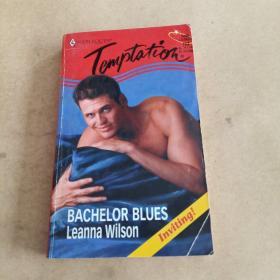 Temptation
BACHELOR BLUES
Leanna Wilson
Inviting!